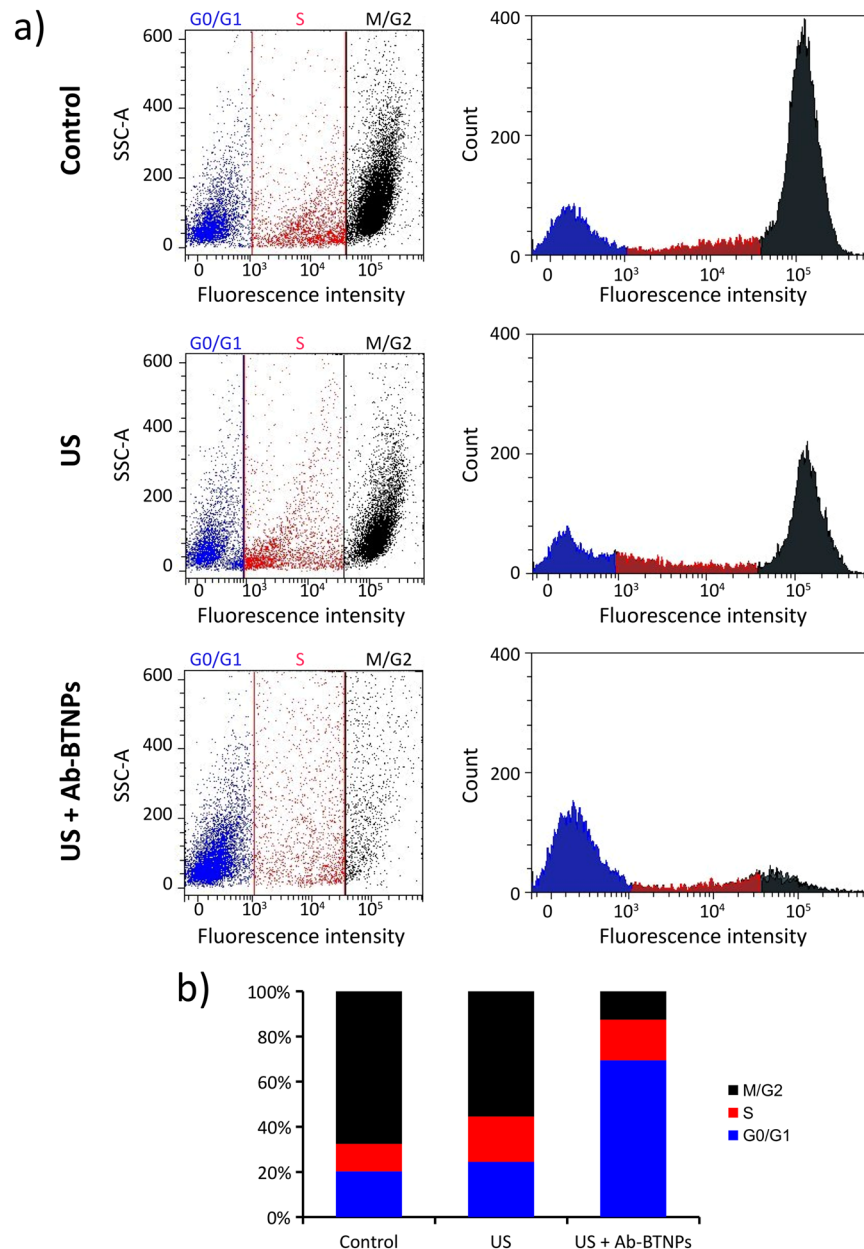 a)
Control
G0/G1 S M/G2
600
400
200
0
SSC-A
0 10³ 10⁴ 10⁵
Fluorescence intensity
400
200
0
Count
0 10³ 10⁴ 10⁵
Fluorescence intensity
US
G0/G1 S M/G2
600
400
200
0
SSC-A
0 10³ 10⁴ 10⁵
Fluorescence intensity
400
200
0
Count
0 10³ 10⁴ 10⁵
Fluorescence intensity
US + Ab-BTNPs
G0/G1 S M/G2
600
400
200
0
SSC-A
0 10³ 10⁴ 10⁵
Fluorescence intensity
400
200
0
Count
0 10³ 10⁴ 10⁵
Fluorescence intensity
b)
100%
80%
60%
40%
20%
0%
Control US US + Ab-BTNPs
M/G2
S
G0/G1